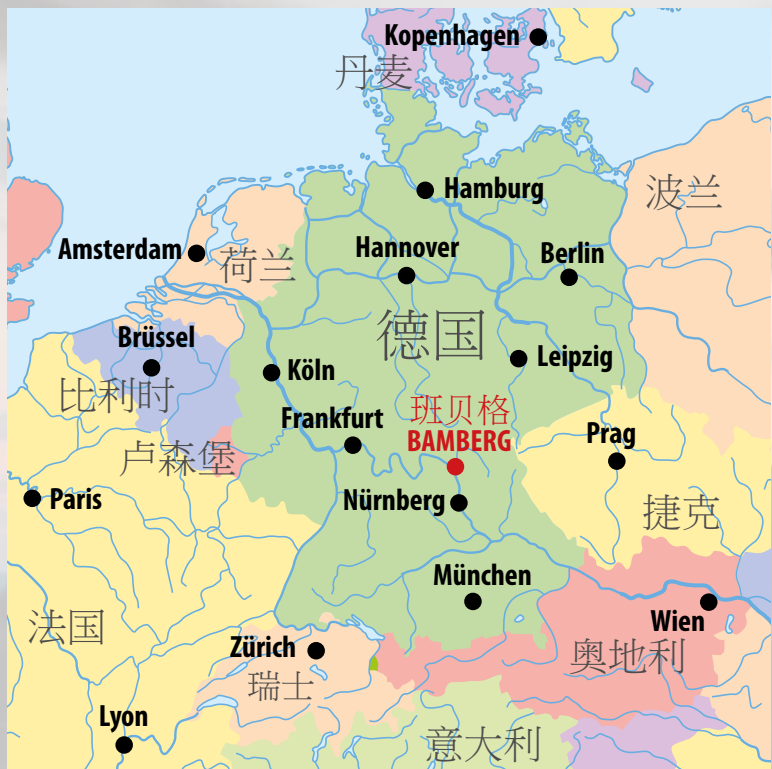 Kopenhagen
丹麦
Hamburg
波兰
Amsterdam
荷兰
Hannover
Berlin
德国
Brüssel
Köln
Leipzig
比利时
班贝格
Frankfurt
BAMBERG
Prag
卢森堡
Paris
Nürnberg
捷克
München
Wien
法国
Zürich
奥地利
瑞士
Lyon
意大利